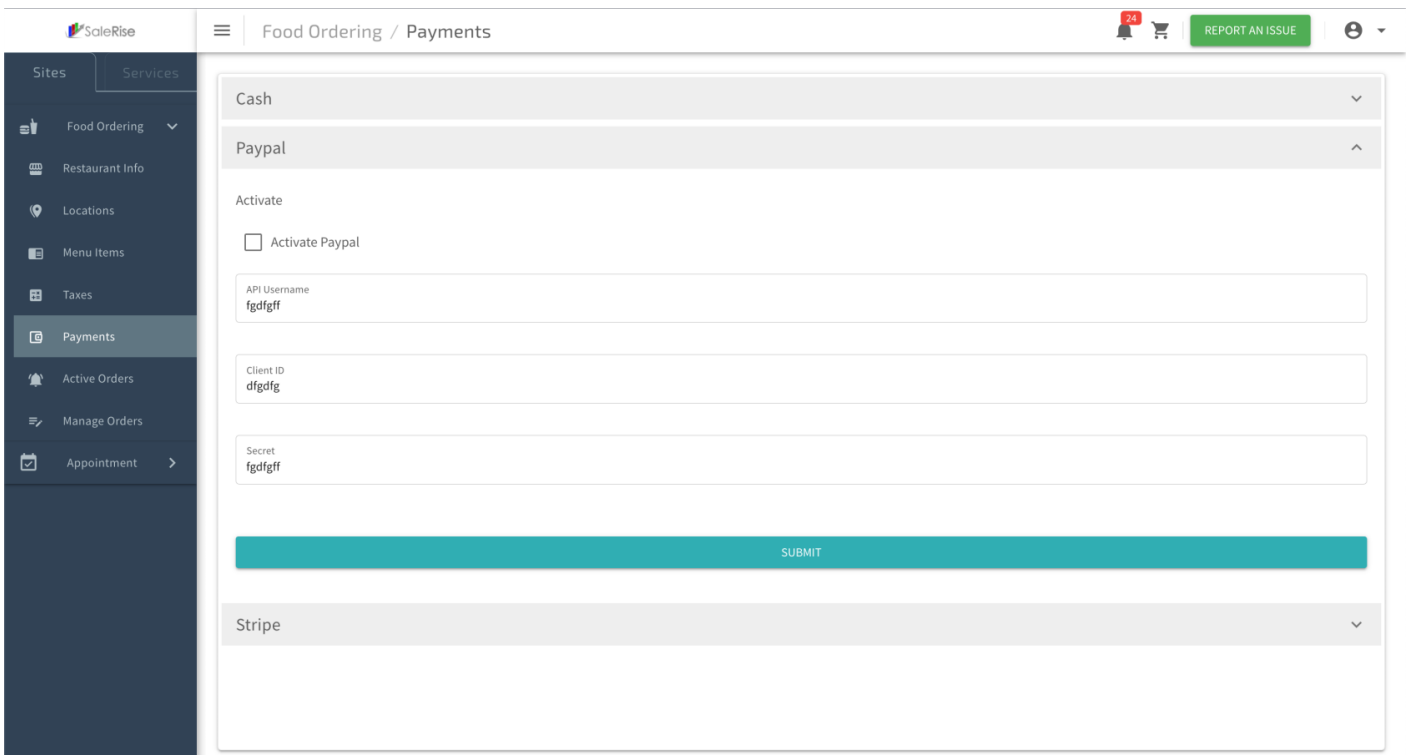 SaleRise
Food Ordering / Payments
24
REPORT AN ISSUE
Sites
Services
Food Ordering
Restaurant Info
Locations
Menu Items
Taxes
Payments
Active Orders
Manage Orders
Appointment
Cash
Paypal
Activate
Activate Paypal
API Username
fgdfgff
Client ID
dfgdfg
Secret
fgdfgff
SUBMIT
Stripe